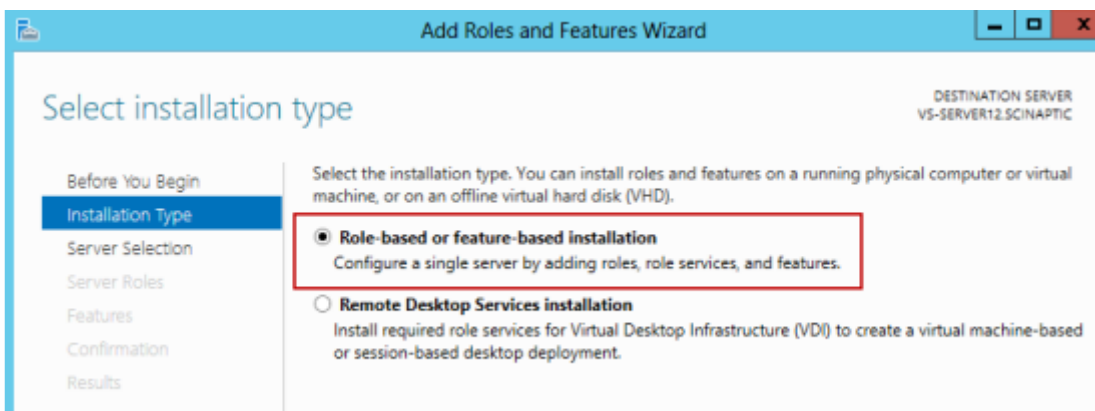 Add Roles and Features Wizard
Select installation type
DESTINATION SERVER
VS-SERVER12.SCINAPTIC
Before You Begin
Installation Type
Server Selection
Server Roles
Features
Confirmation
Results
Select the installation type. You can install roles and features on a running physical computer or virtual
machine, or on an offline virtual hard disk (VHD).
Role-based or feature-based installation
Configure a single server by adding roles, role services, and features.
Remote Desktop Services installation
Install required role services for Virtual Desktop Infrastructure (VDI) to create a virtual machine-based
or session-based desktop deployment.